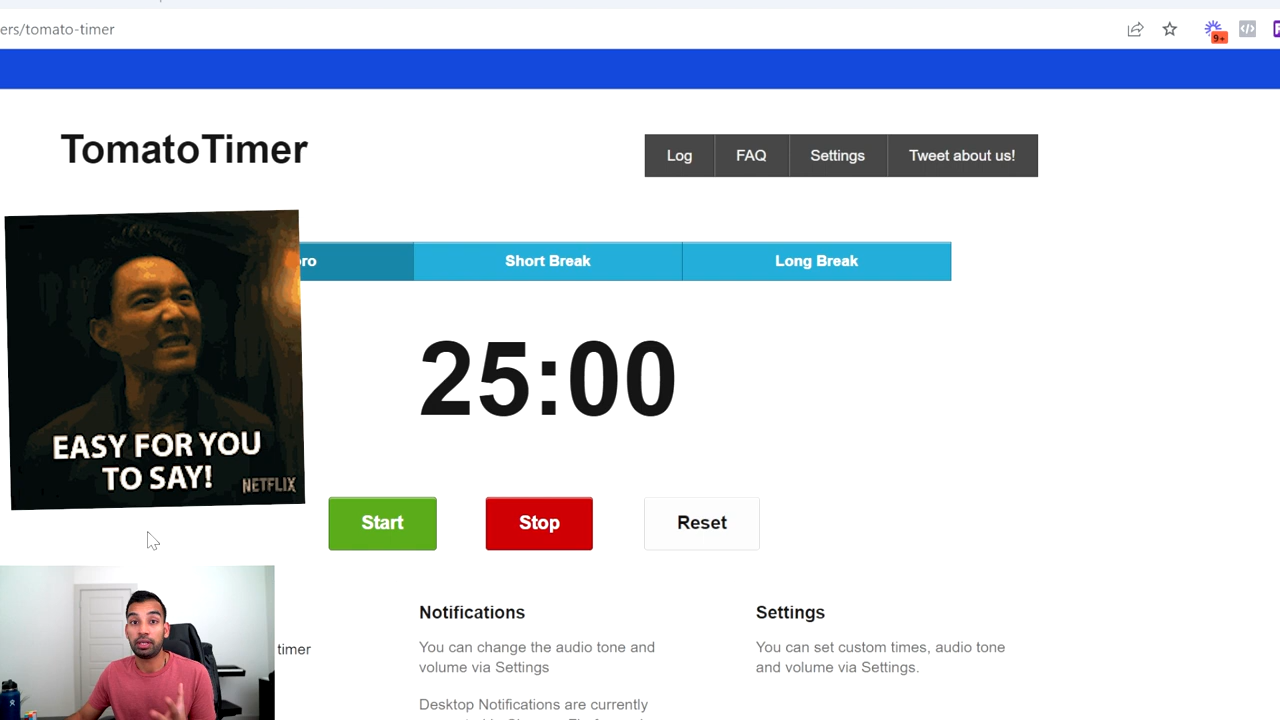 ers/tomato-timer
9+
TomatoTimer
Log FAQ Settings Tweet about us!
oro Short Break Long Break
25:00
EASY FOR YOU
TO SAY!
NETFLIX
Start Stop Reset
Notifications Settings
timer
You can change the audio tone and
volume via Settings
You can set custom times, audio tone
and volume via Settings.
Desktop Notifications are currently